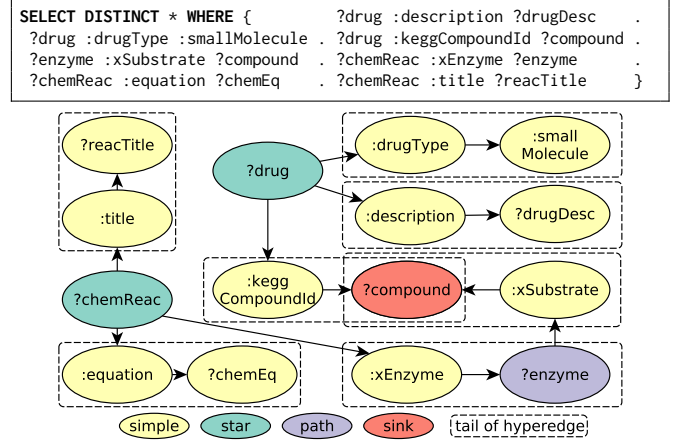 SELECT DISTINCT * WHERE { ?drug :description ?drugDesc .
?drug :drugType :smallMolecule . ?drug :keggCompoundId ?compound .
?enzyme :xSubstrate ?compound . ?chemReac :xEnzyme ?enzyme .
?chemReac :equation ?chemEq . ?chemReac :title ?reacTitle }
?reacTitle
?drug
:drugType
:small
Molecule
:title
:description
?drugDesc
?chemReac
:kegg
CompoundId
?compound
:xSubstrate
:equation
?chemEq
:xEnzyme
?enzyme
simple
star
path
sink
tail of hyperedge